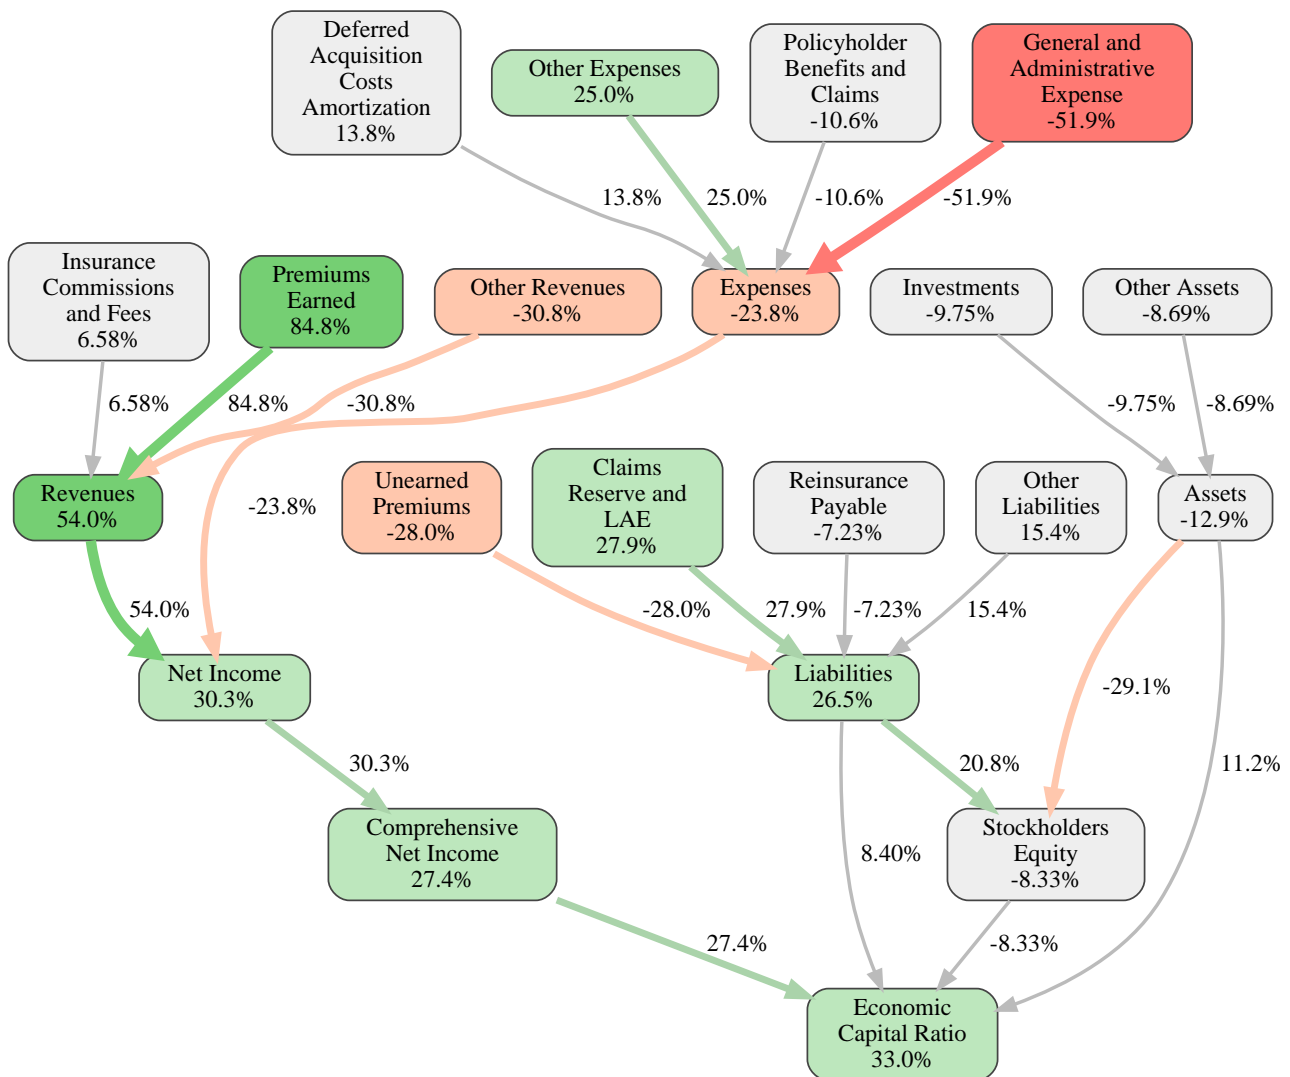 Deferred
Acquisition
Costs
Amortization
13.8%
Other Expenses
25.0%
Policyholder
Benefits and
Claims
-10.6%
General and
Administrative
Expense
-51.9%
13.8%
25.0%
-10.6%
-51.9%
Insurance
Commissions
and Fees
6.58%
Premiums
Earned
84.8%
Other Revenues
-30.8%
Expenses
-23.8%
Investments
-9.75%
Other Assets
-8.69%
6.58%
84.8%
-30.8%
-9.75%
-8.69%
Revenues
54.0%
-23.8%
Unearned
Premiums
-28.0%
Claims
Reserve and
LAE
27.9%
Reinsurance
Payable
-7.23%
Other
Liabilities
15.4%
Assets
-12.9%
54.0%
-28.0%
27.9%
-7.23%
15.4%
Net Income
30.3%
Liabilities
26.5%
-29.1%
30.3%
20.8%
11.2%
Comprehensive
Net Income
27.4%
8.40%
Stockholders
Equity
-8.33%
27.4%
-8.33%
Economic
Capital Ratio
33.0%